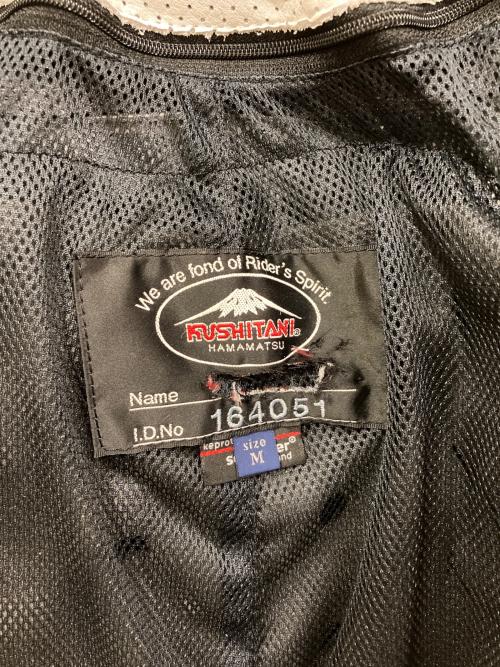 We are fond of Rider's Spirit.
KUSHITANI®
HAMAMATSU
Name
I.D.No 164051
size
M